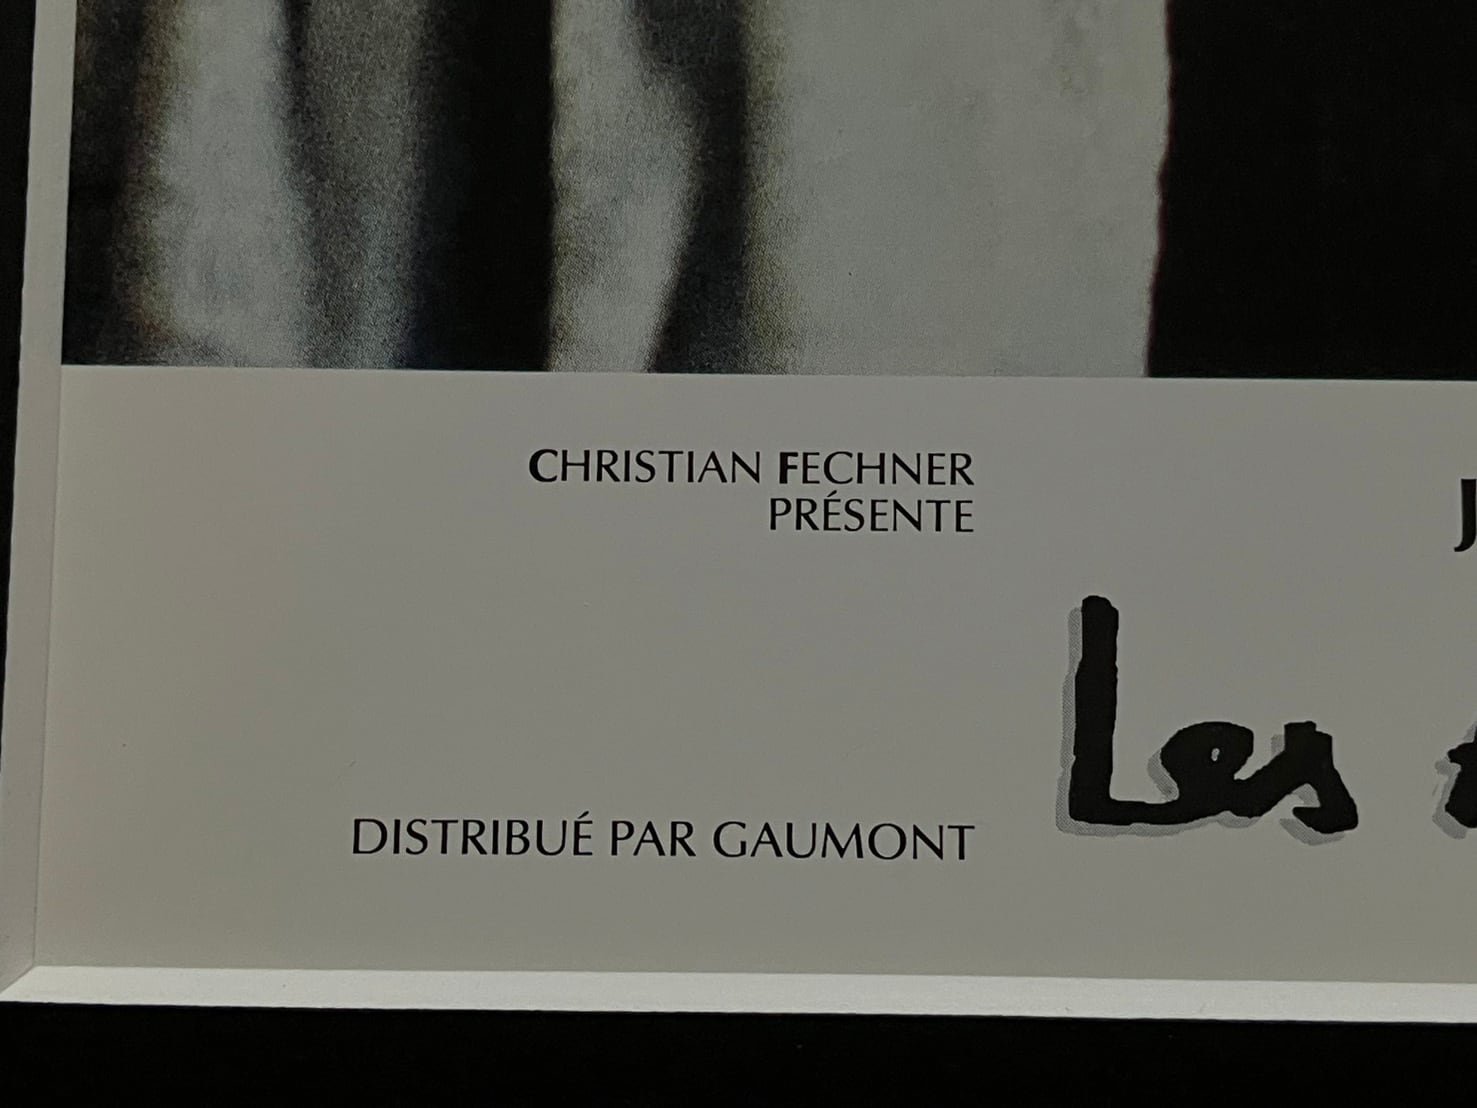 CHRISTIAN FECHNER
PRÉSENTE
J
Les
DISTRIBUÉ PAR GAUMONT